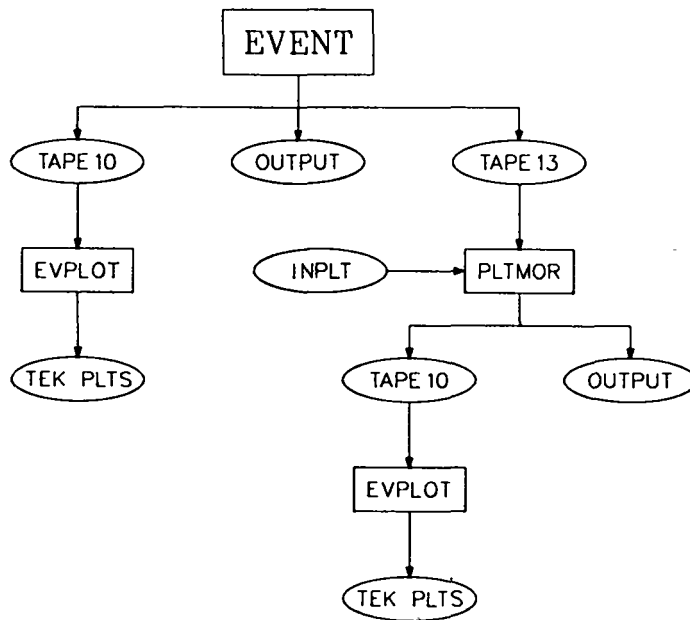 EVENT
TAPE 10
OUTPUT
TAPE 13
EVPLOT
INPLT
PLTMOR
TEK PLTS
TAPE 10
OUTPUT
EVPLOT
TEK PLTS